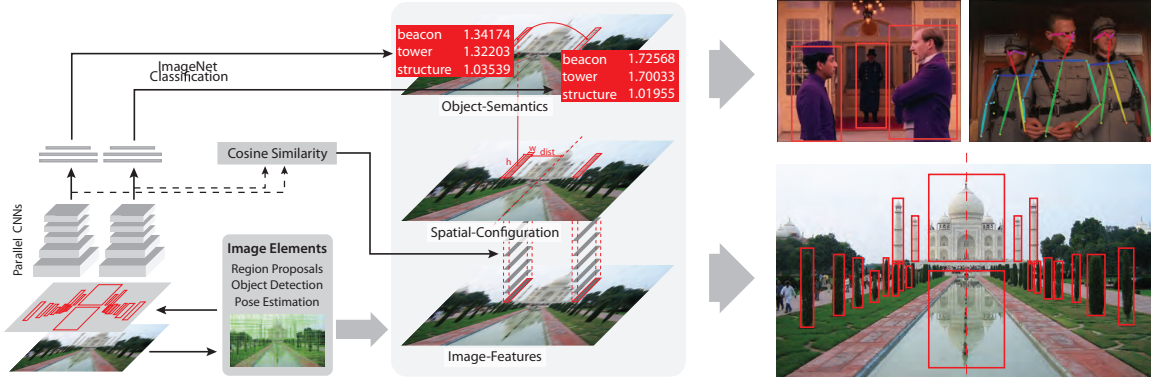 beacon 1.34174
tower 1.32203
structure 1.03539
beacon 1.72568
tower 1.70033
structure 1.01955
ImageNet
Classification
Object-Semantics
Cosine Similarity
w
dist
h
Spatial-Configuration
Parallel CNNs
Image Elements
Region Proposals
Object Detection
Pose Estimation
Image-Features